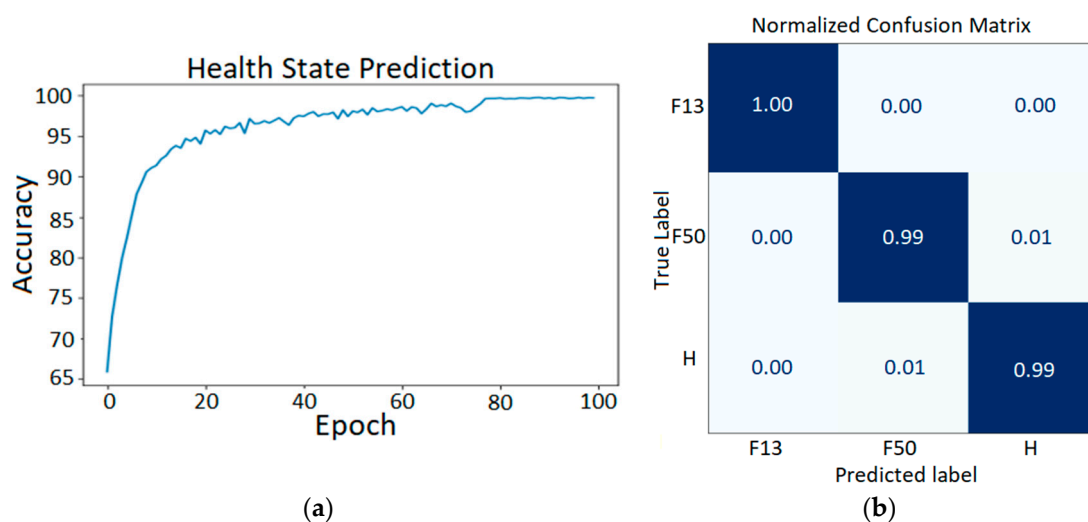 Health State Prediction
Accuracy
100
95
90
85
80
75
70
65
0 20 40 60 80 100
Epoch
(a)
Normalized Confusion Matrix
True Label
F13 1.00 0.00 0.00
F50 0.00 0.99 0.01
H 0.00 0.01 0.99
F13 F50 H
Predicted label
(b)